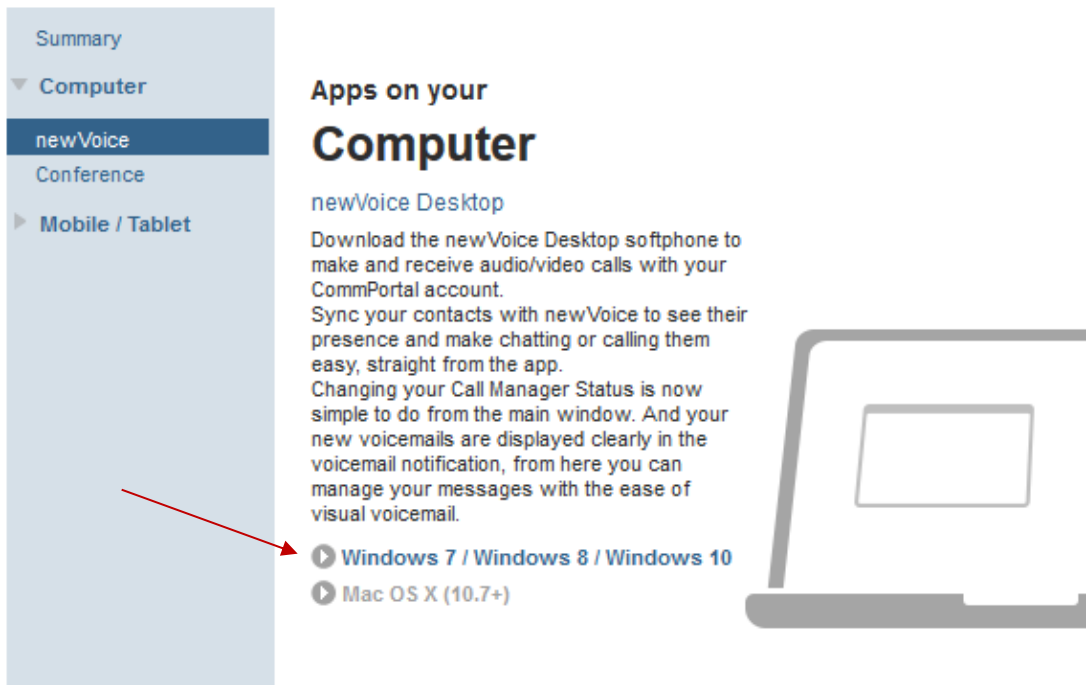 Summary
Computer
newVoice
Conference
Mobile / Tablet
Apps on your
Computer
newVoice Desktop
Download the newVoice Desktop softphone to
make and receive audio/video calls with your
CommPortal account.
Sync your contacts with newVoice to see their
presence and make chatting or calling them
easy, straight from the app.
Changing your Call Manager Status is now
simple to do from the main window. And your
new voicemails are displayed clearly in the
voicemail notification, from here you can
manage your messages with the ease of
visual voicemail.
Windows 7 / Windows 8 / Windows 10
Mac OS X (10.7+)